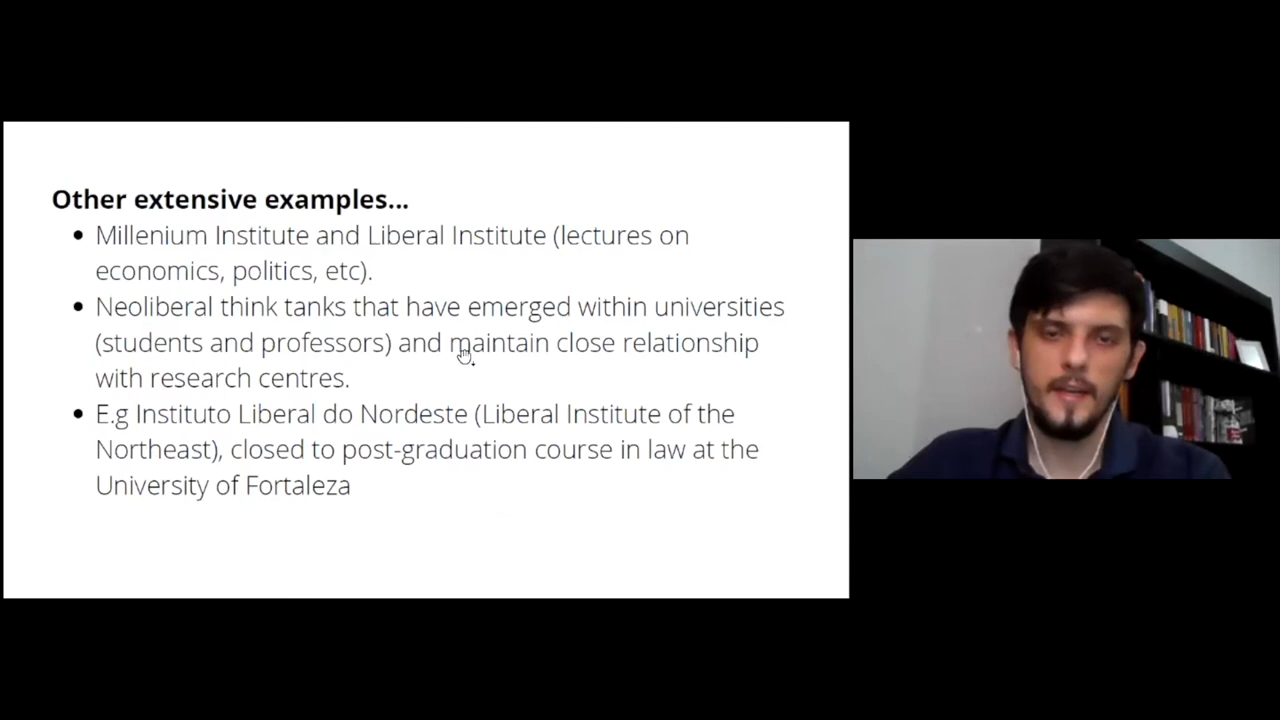 Other extensive examples...
• Millenium Institute and Liberal Institute (lectures on
economics, politics, etc).
• Neoliberal think tanks that have emerged within universities
(students and professors) and maintain close relationship
with research centres.
• E.g Instituto Liberal do Nordeste (Liberal Institute of the
Northeast), closed to post-graduation course in law at the
University of Fortaleza